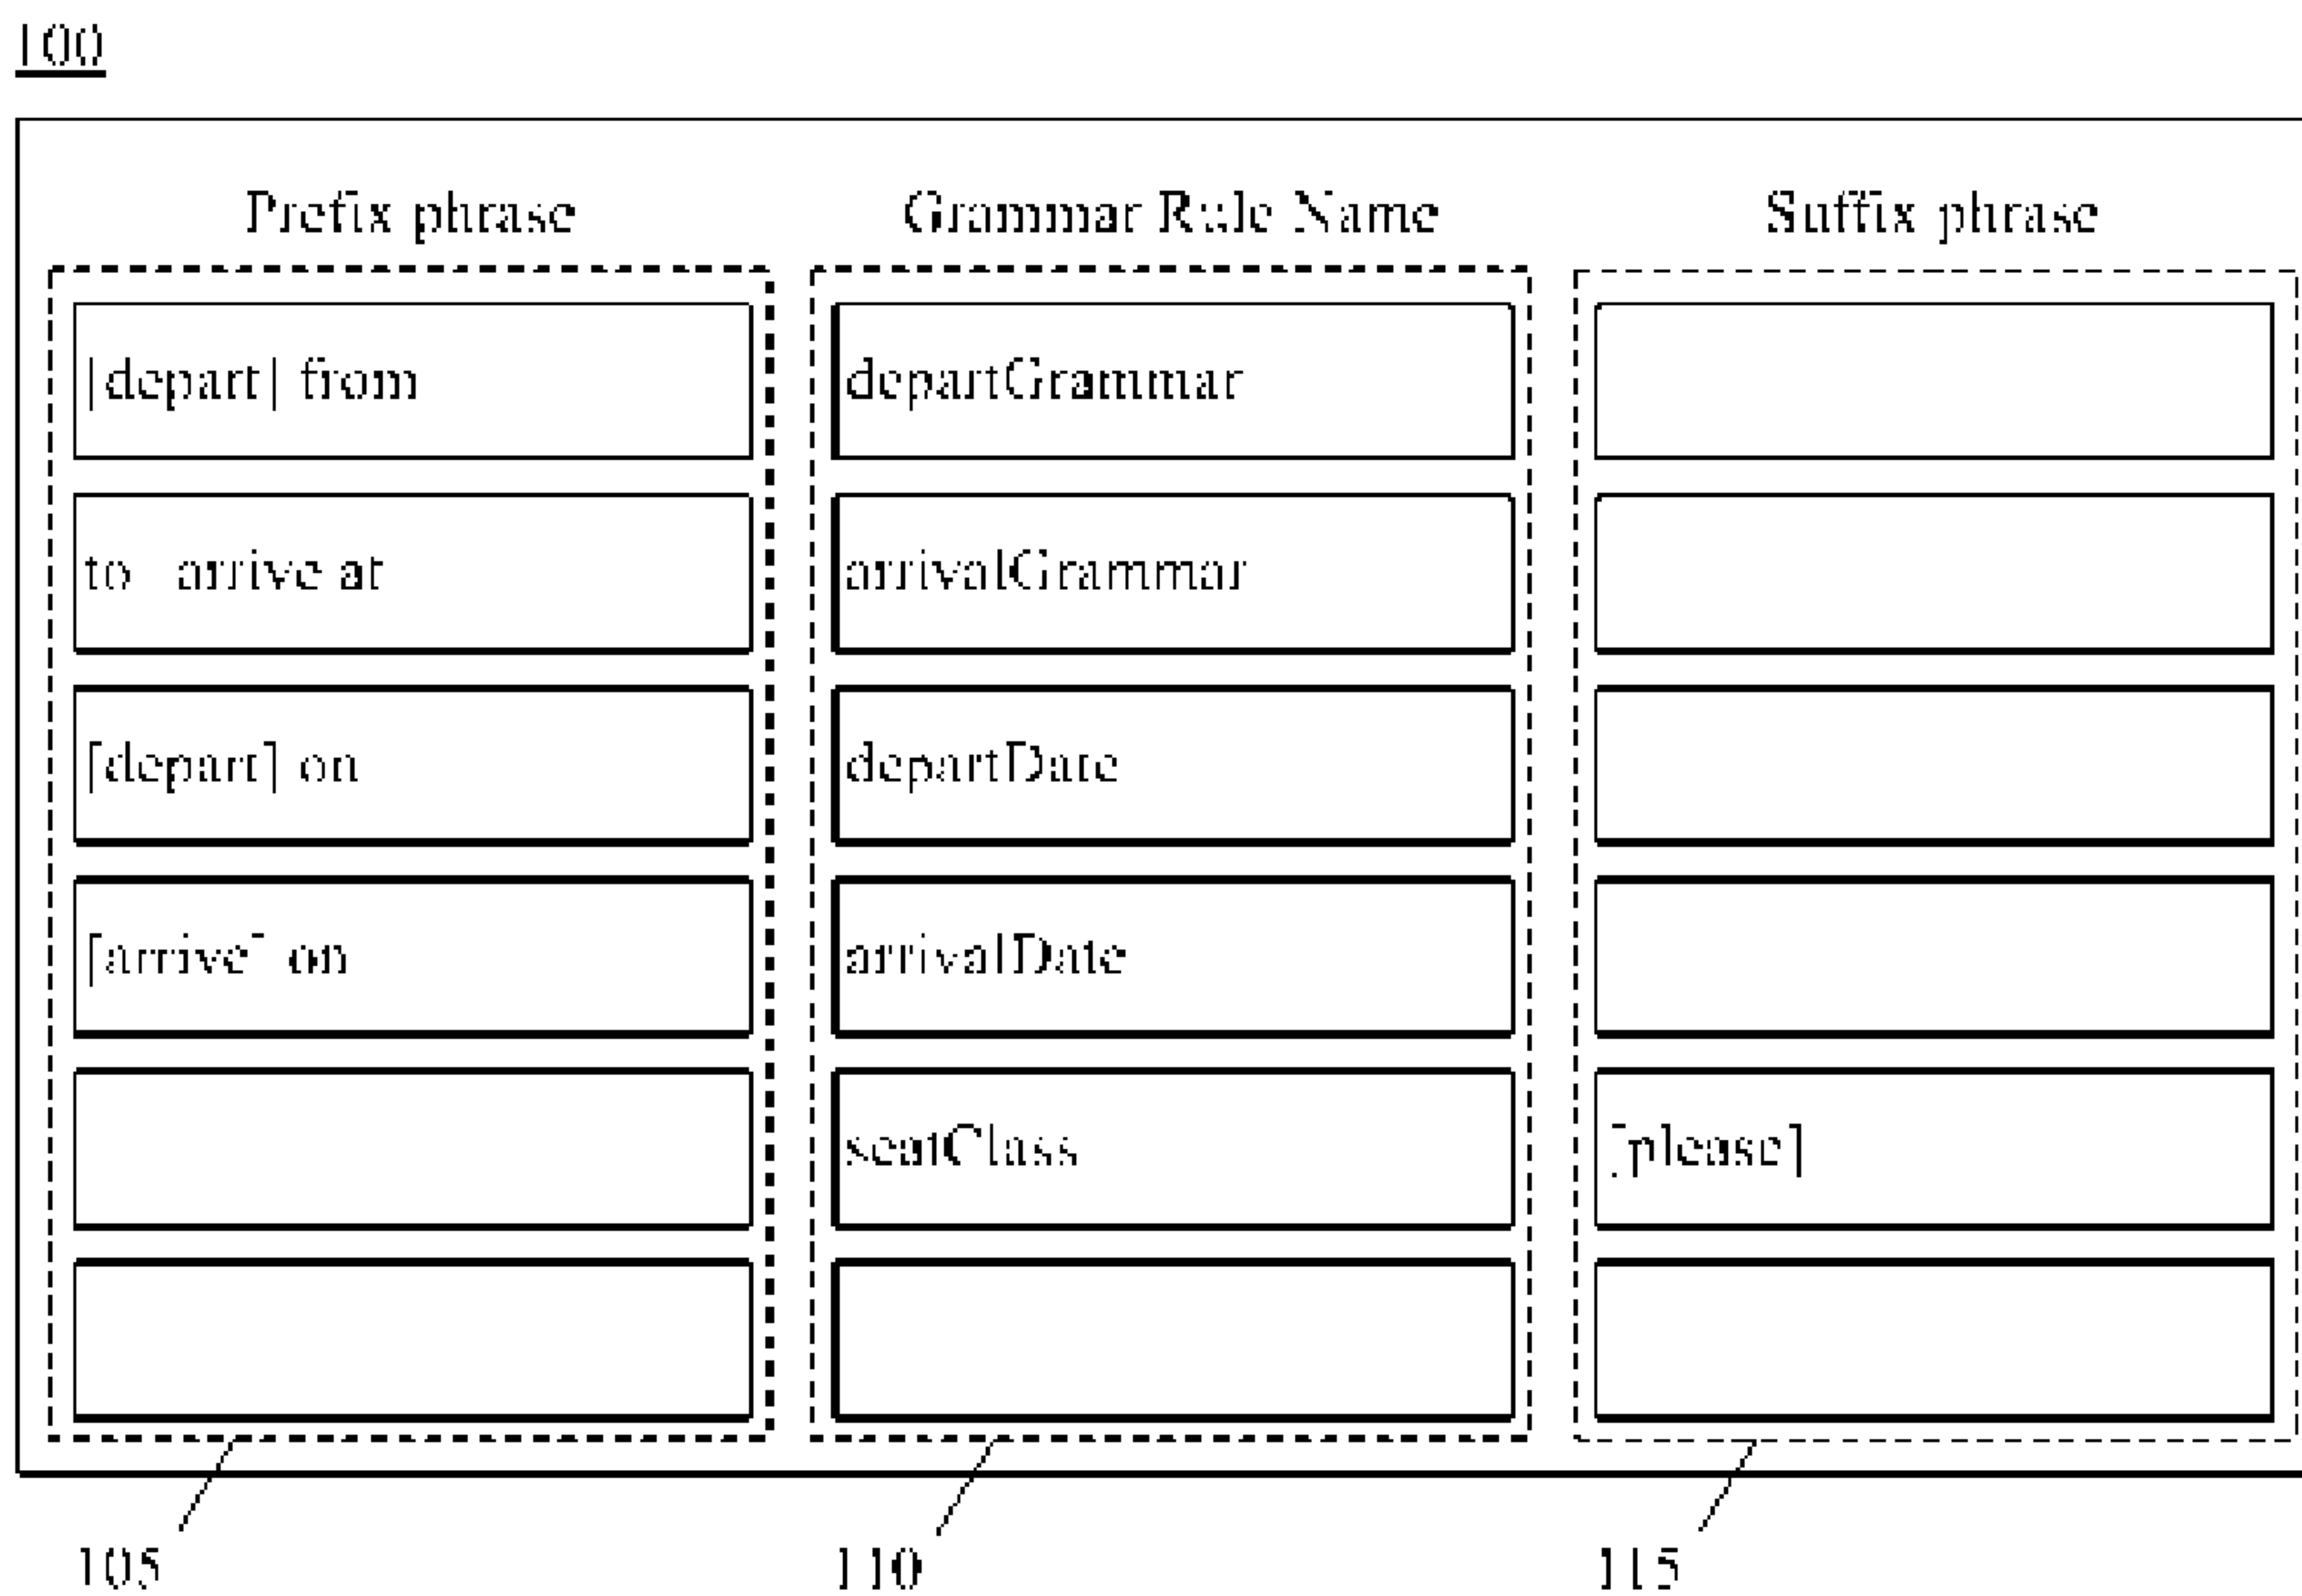 100
Prefix phrase Grammar Rule Name Suffix phrase
[depart] from departGrammar
to arrive at arrivalGrammar
[depart] on departDate
[arrive] on arrivalDate
seatClass [please]
105 110 115